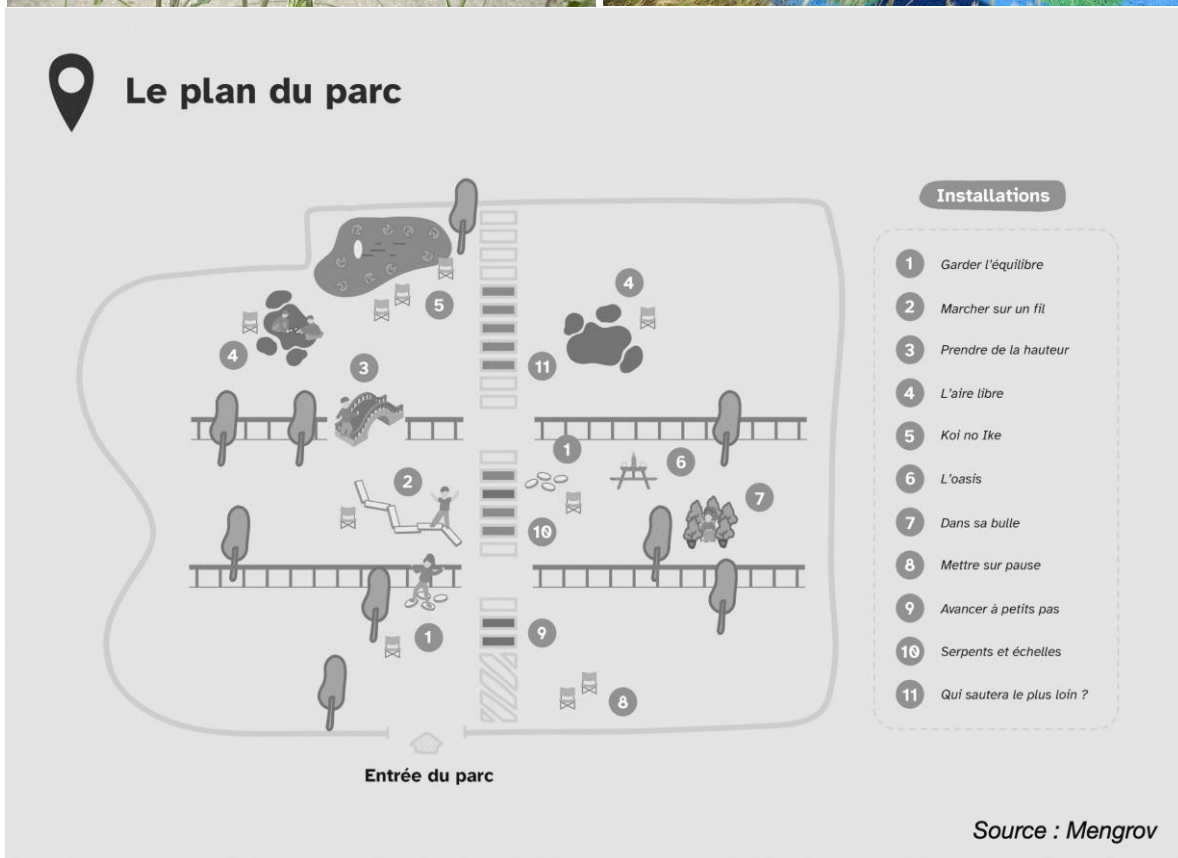 Le plan du parc
Installations
1 Garder l'équilibre
2 Marcher sur un fil
3 Prendre de la hauteur
4 L'aire libre
5 Koi no Ike
6 L'oasis
7 Dans sa bulle
8 Mettre sur pause
9 Avancer à petits pas
10 Serpents et échelles
11 Qui sautera le plus loin ?
4
5
4
3
11
1
6
2
7
10
1
9
8
Entrée du parc
Source : Mengrov